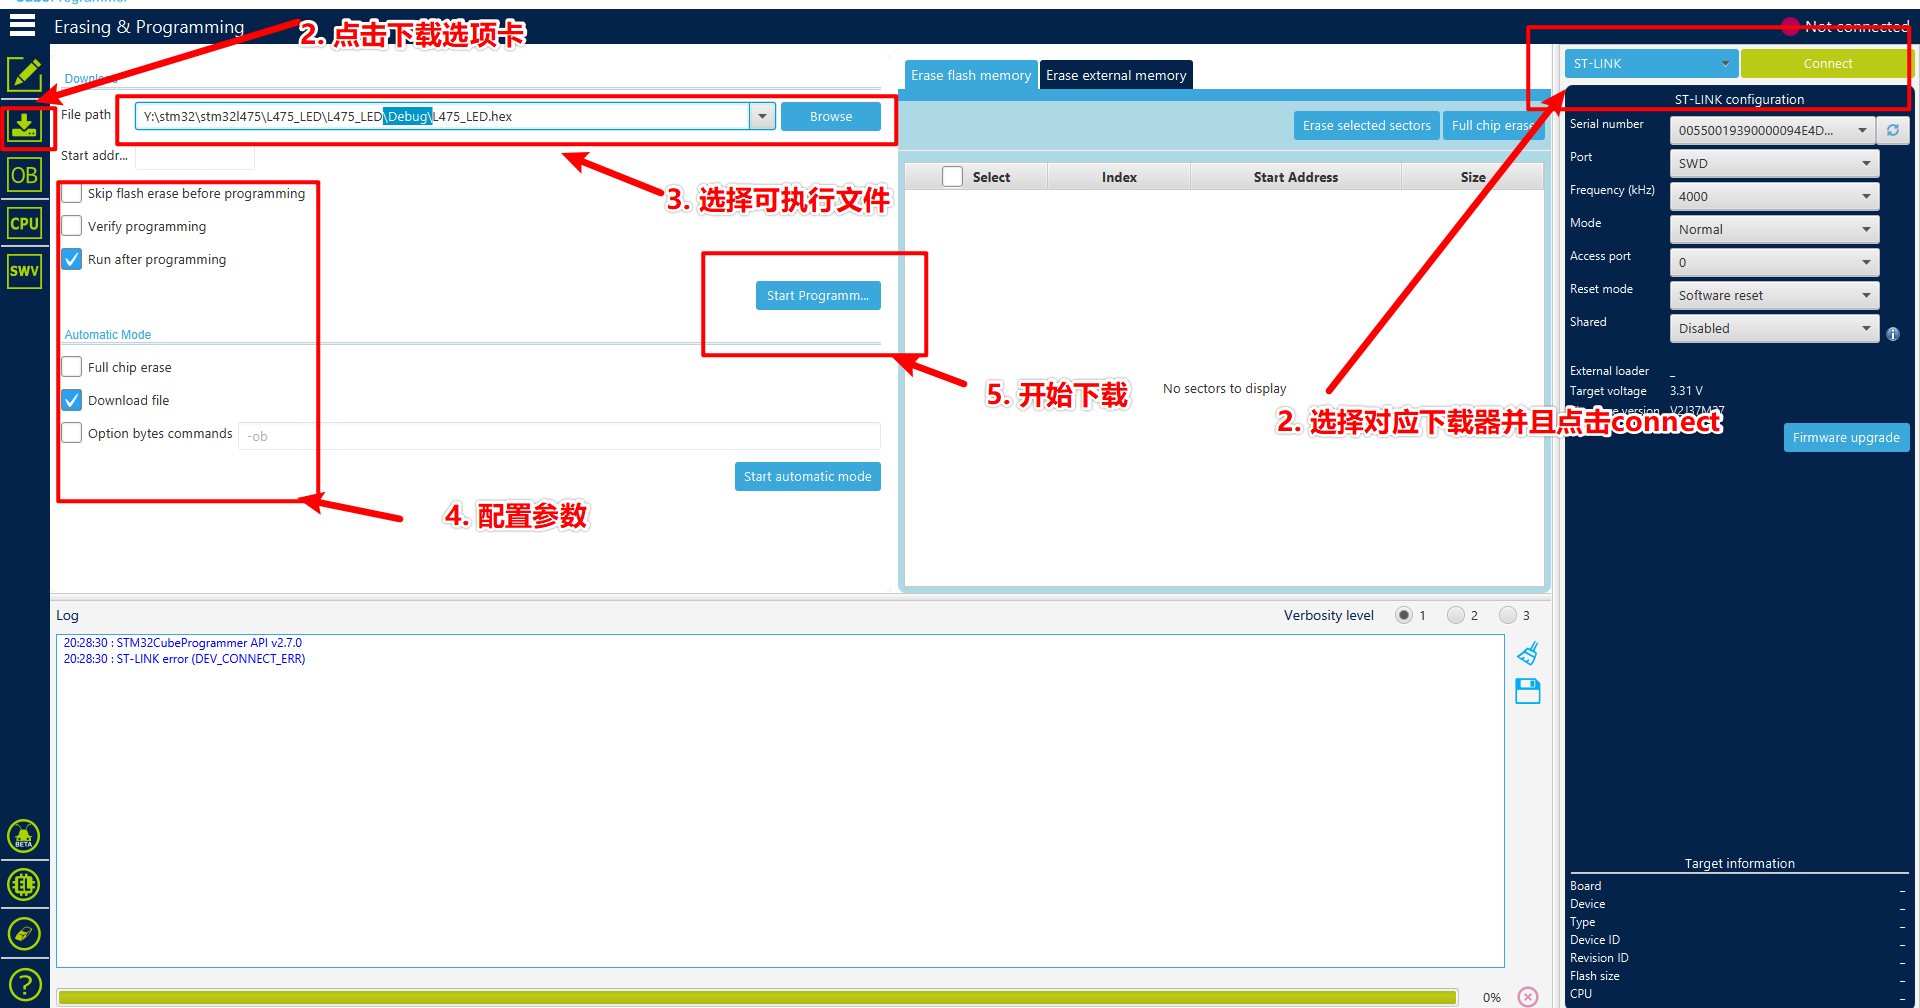 Erasing & Programming
2. 点击下载选项卡
Not connected
Download
File path
Y:\stm32\stm32l475\L475_LED\L475_LED\Debug\L475_LED.hex
Browse
Start addr...
3. 选择可执行文件
Skip flash erase before programming
Verify programming
Run after programming
Start Programm...
5. 开始下载
Automatic Mode
Full chip erase
Download file
Option bytes commands
-ob
Start automatic mode
4. 配置参数
Erase flash memory
Erase external memory
Erase selected sectors
Full chip erase
Select
Index
Start Address
Size
No sectors to display
ST-LINK
Connect
ST-LINK configuration
Serial number
00550019390000094E4D...
Port
SWD
Frequency (kHz)
4000
Mode
Normal
Access port
0
Reset mode
Software reset
Shared
Disabled
External loader
_
Target voltage
3.31 V
version
2. 选择对应下载器并且点击connect
Firmware upgrade
OB
CPU
SWV
BETA
EL
?
Log
Verbosity level
1
2
3
20:28:30 : STM32CubeProgrammer API v2.7.0
20:28:30 : ST-LINK error (DEV_CONNECT_ERR)
0%
Target information
Board
_
Device
_
Type
_
Device ID
_
Revision ID
_
Flash size
_
CPU
_